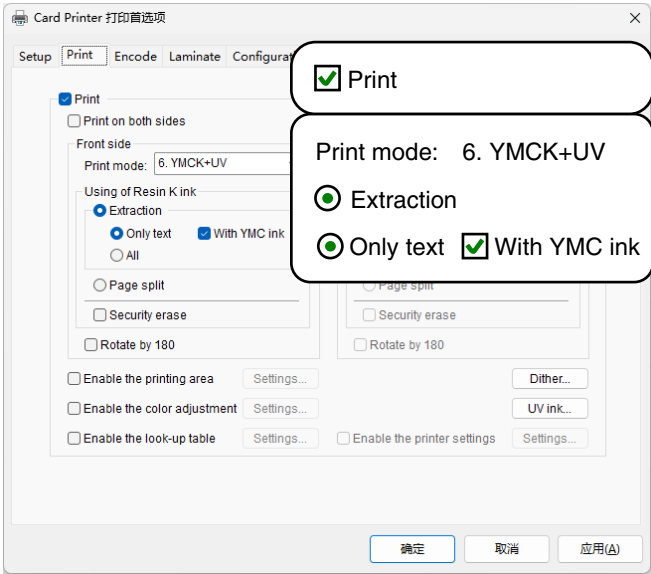 Card Printer 打印首选项
Setup Print Encode Laminate Configurat
Print
Print on both sides
Front side
Print mode: 6. YMCK+UV
Using of Resin K ink
Extraction
Only text With YMC ink
All
Page split
Security erase
Rotate by 180
Print
Print mode: 6. YMCK+UV
Extraction
Only text With YMC ink
Page split
Security erase
Rotate by 180
Enable the printing area Settings... Dither...
Enable the color adjustment Settings... UV ink...
Enable the look-up table Settings... Enable the printer settings Settings...
确定 取消 应用(A)